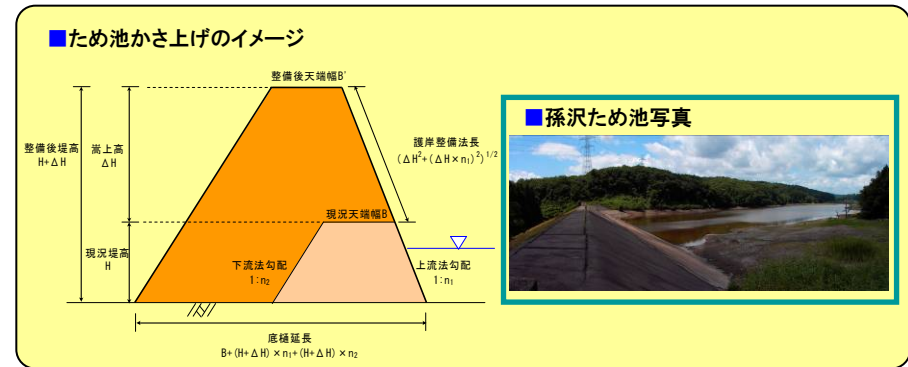 ■ため池かさ上げのイメージ
整備後天端幅B'
整備後堤高
H+ΔH
嵩上高
ΔH
護岸整備法長
(ΔH²+(ΔH×n₁)²)^1/2
現況天端幅B
現況堤高
H
下流法勾配
1:n₂
上流法勾配
1:n₁
底樋延長
B+(H+ΔH)×n₁+(H+ΔH)×n₂
■孫沢ため池写真